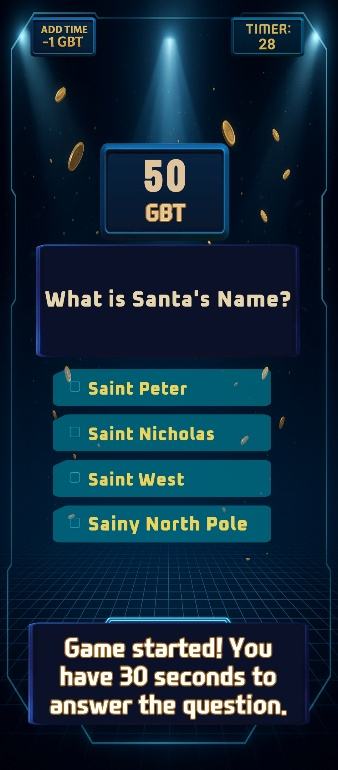 ADD TIME
-1 GBT
TIMER:
28
50
GBT
What is Santa's Name?
Saint Peter
Saint Nicholas
Saint West
Sainy North Pole
Game started! You
have 30 seconds to
answer the question.